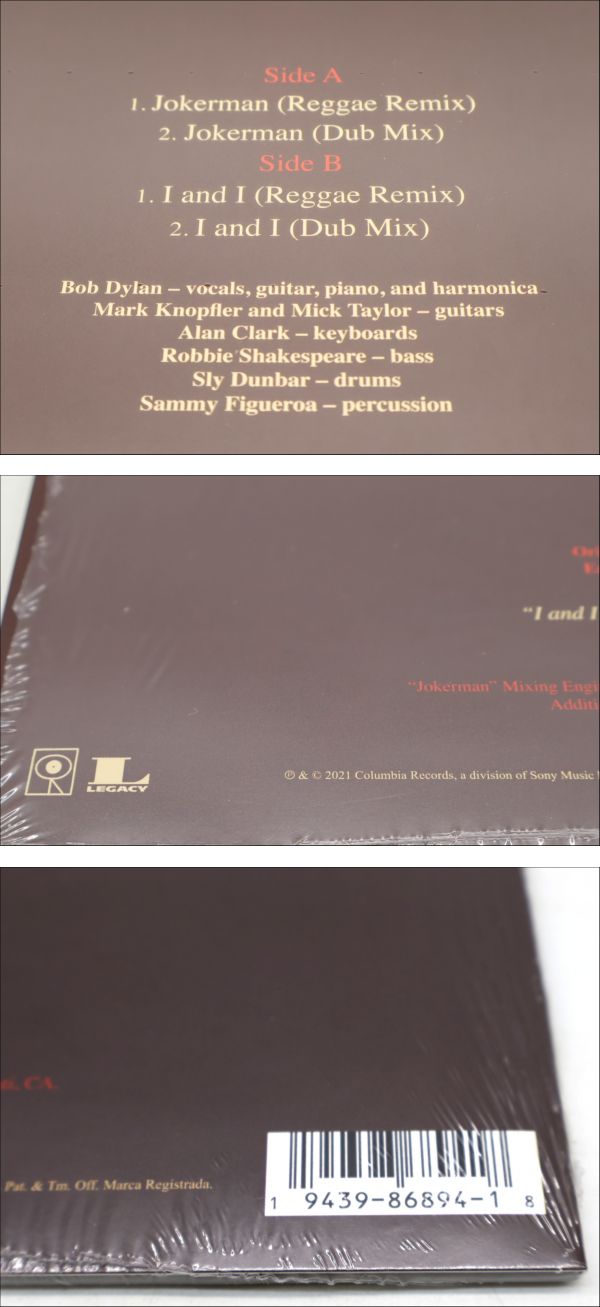 Side A
1. Jokerman (Reggae Remix)
2. Jokerman (Dub Mix)
Side B
1. I and I (Reggae Remix)
2. I and I (Dub Mix)
Bob Dylan – vocals, guitar, piano, and harmonica
Mark Knopfler and Mick Taylor – guitars
Alan Clark – keyboards
Robbie Shakespeare – bass
Sly Dunbar – drums
Sammy Figueroa – percussion
"I and I
"Jokerman" Mixing Engi
Additi
L
LEGACY
℗ & © 2021 Columbia Records, a division of Sony Music
CA.
Pat. & Tm. Off. Marca Registrada.
1 9439-86894-1 8